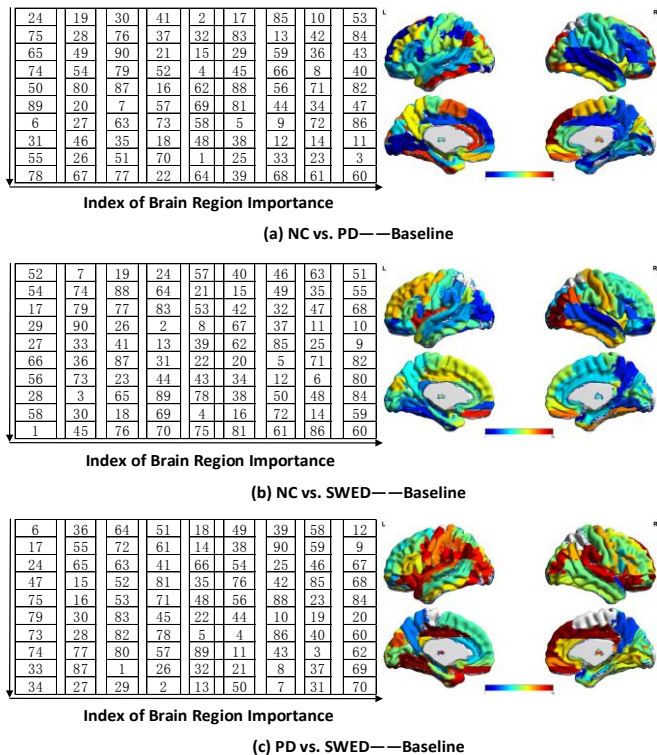 24 19 30 41 2 17 85 10 53
L R
75 28 76 37 32 83 13 42 84
65 49 90 21 15 29 59 36 43
74 54 79 52 4 45 66 8 40
50 80 87 16 62 88 56 71 82
89 20 7 57 69 81 44 34 47
6 27 63 73 58 5 9 72 86
31 46 35 18 48 38 12 14 11
55 26 51 70 1 25 33 23 3
78 67 77 22 64 39 68 61 60
Index of Brain Region Importance
(a) NC vs. PD——Baseline
52 7 19 24 57 40 46 63 51
L R
54 74 88 64 21 15 49 35 55
17 79 77 83 53 42 32 47 68
29 90 26 2 8 67 37 11 10
27 33 41 13 39 62 85 25 9
66 36 87 31 22 20 5 71 82
56 73 23 44 43 34 12 6 80
28 3 65 89 78 38 50 48 84
58 30 18 69 4 16 72 14 59
1 45 76 70 75 81 61 86 60
Index of Brain Region Importance
(b) NC vs. SWED——Baseline
6 36 64 51 18 49 39 58 12
L R
17 55 72 61 14 38 90 59 9
24 65 63 41 66 54 25 46 67
47 15 52 81 35 76 42 85 68
75 16 53 71 48 56 88 23 84
79 30 83 45 22 44 10 19 20
73 28 82 78 5 4 86 40 60
74 77 80 57 89 11 43 3 62
33 87 1 26 32 21 8 37 69
34 27 29 2 13 50 7 31 70
Index of Brain Region Importance
(c) PD vs. SWED——Baseline